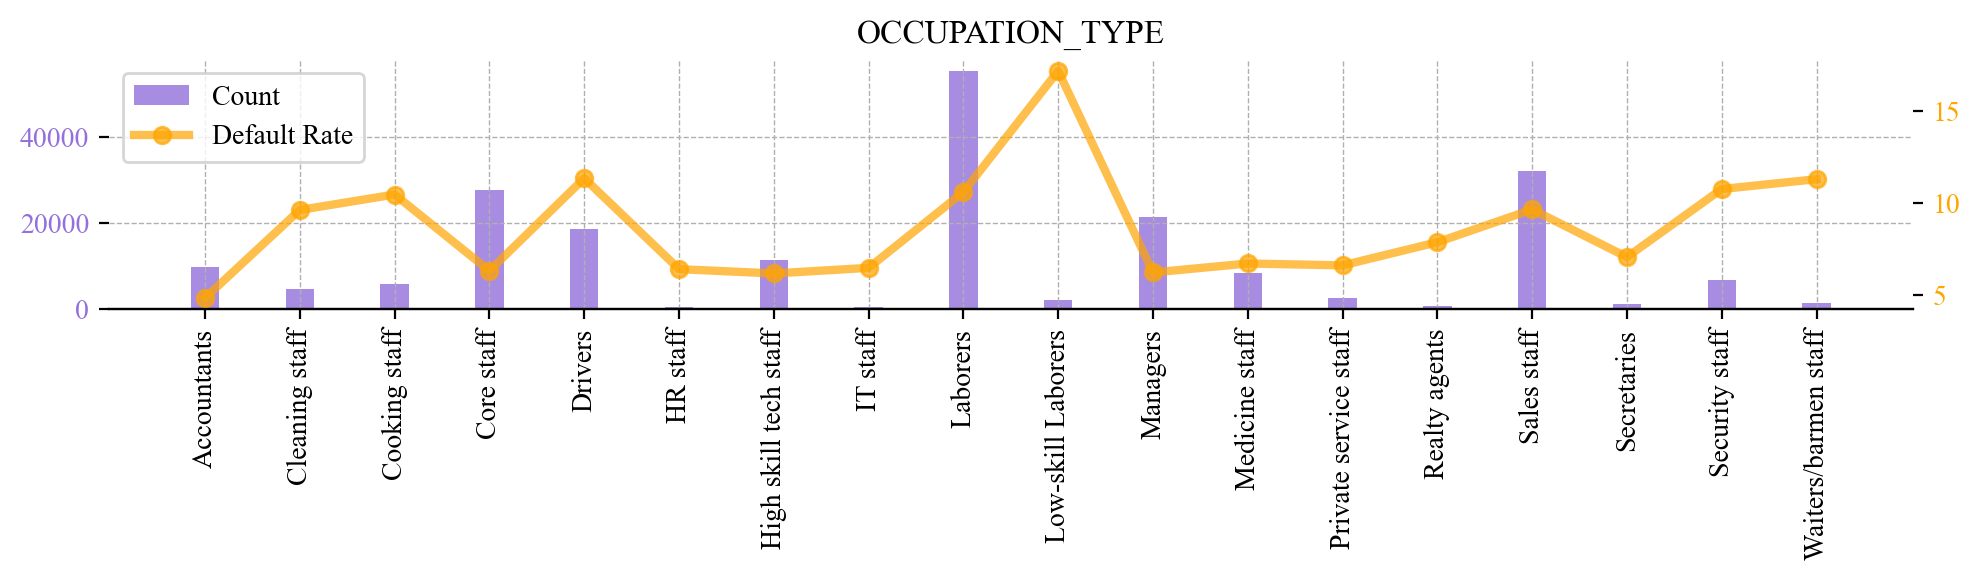 OCCUPATION_TYPE
Count
Default Rate
40000
20000
0
15
10
5
Accountants
Cleaning staff
Cooking staff
Core staff
Drivers
HR staff
High skill tech staff
IT staff
Laborers
Low-skill Laborers
Managers
Medicine staff
Private service staff
Realty agents
Sales staff
Secretaries
Security staff
Waiters/barmen staff